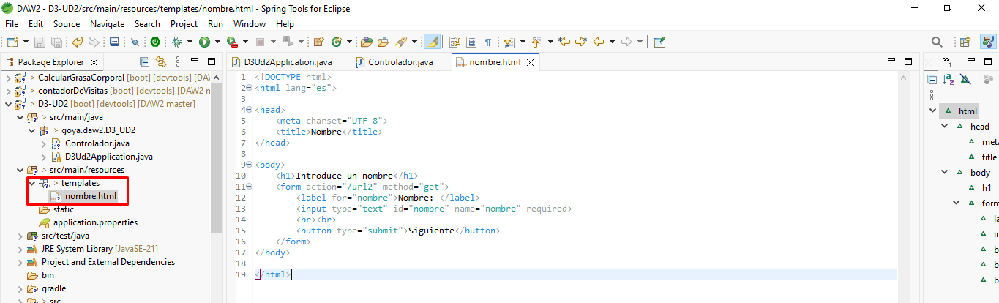 DAW2 - D3-UD2/src/main/resources/templates/nombre.html - Spring Tools for Eclipse
File Edit Source Navigate Search Project Run Window Help
Package Explorer
D3Ud2Application.java Controlador.java nombre.html
1
> CalcularGrasaCorporal [boot] [devtools] [DAW
> contadorDeVisitas [boot] [devtools] [DAW2 m
> D3-UD2 [boot] [devtools] [DAW2 master]
> src/main/java
> goya.daw2.D3_UD2
Controlador.java
D3Ud2Application.java
> src/main/resources
> templates
nombre.html
static
application.properties
src/test/java
JRE System Library [JavaSE-21]
Project and External Dependencies
bin
gradle
> src
1 <!DOCTYPE html>
2 <html lang="es">
3
4 <head>
5 <meta charset="UTF-8">
6 <title>Nombre</title>
7 </head>
8
9 <body>
10 <h1>Introduce un nombre</h1>
11 <form action="/url2" method="get">
12 <label for="nombre">Nombre: </label>
13 <input type="text" id="nombre" name="nombre" required>
14 <br><br>
15 <button type="submit">Siguiente</button>
16 </form>
17 </body>
18
19 </html>
html
head
meta
title
body
h1
form
la
in
b
b
b